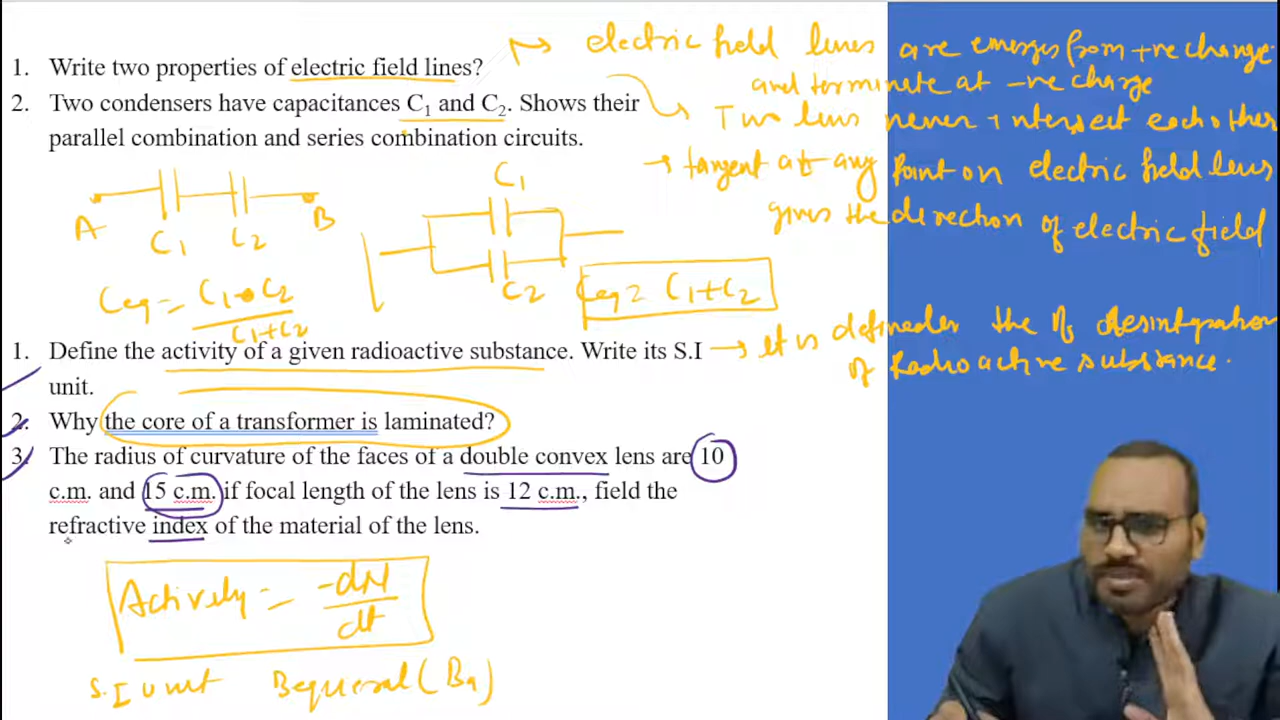 1. Write two properties of electric field lines?
→ electric field lines are emerges from +ve charge
and terminate at -ve charge
2. Two condensers have capacitances C₁ and C₂. Shows their
parallel combination and series combination circuits.
→ Two lines never intersect each other
→ tangent at any point on electric field lines
gives the direction of electric field
A C₁ C₂ B
C₁
C₂
Ceq = C₁ C₂ / C₁+C₂
Ceq = C₁+C₂
1. Define the activity of a given radioactive substance. Write its S.I
unit.
→ It is the of
of Radioactive substance.
2. Why the core of a transformer is laminated?
3. The radius of curvature of the faces of a double convex lens are 10
c.m. and 15 c.m. if focal length of the lens is 12 c.m., field the
refractive index of the material of the lens.
= -dN/dt
S.I unit (Bq)